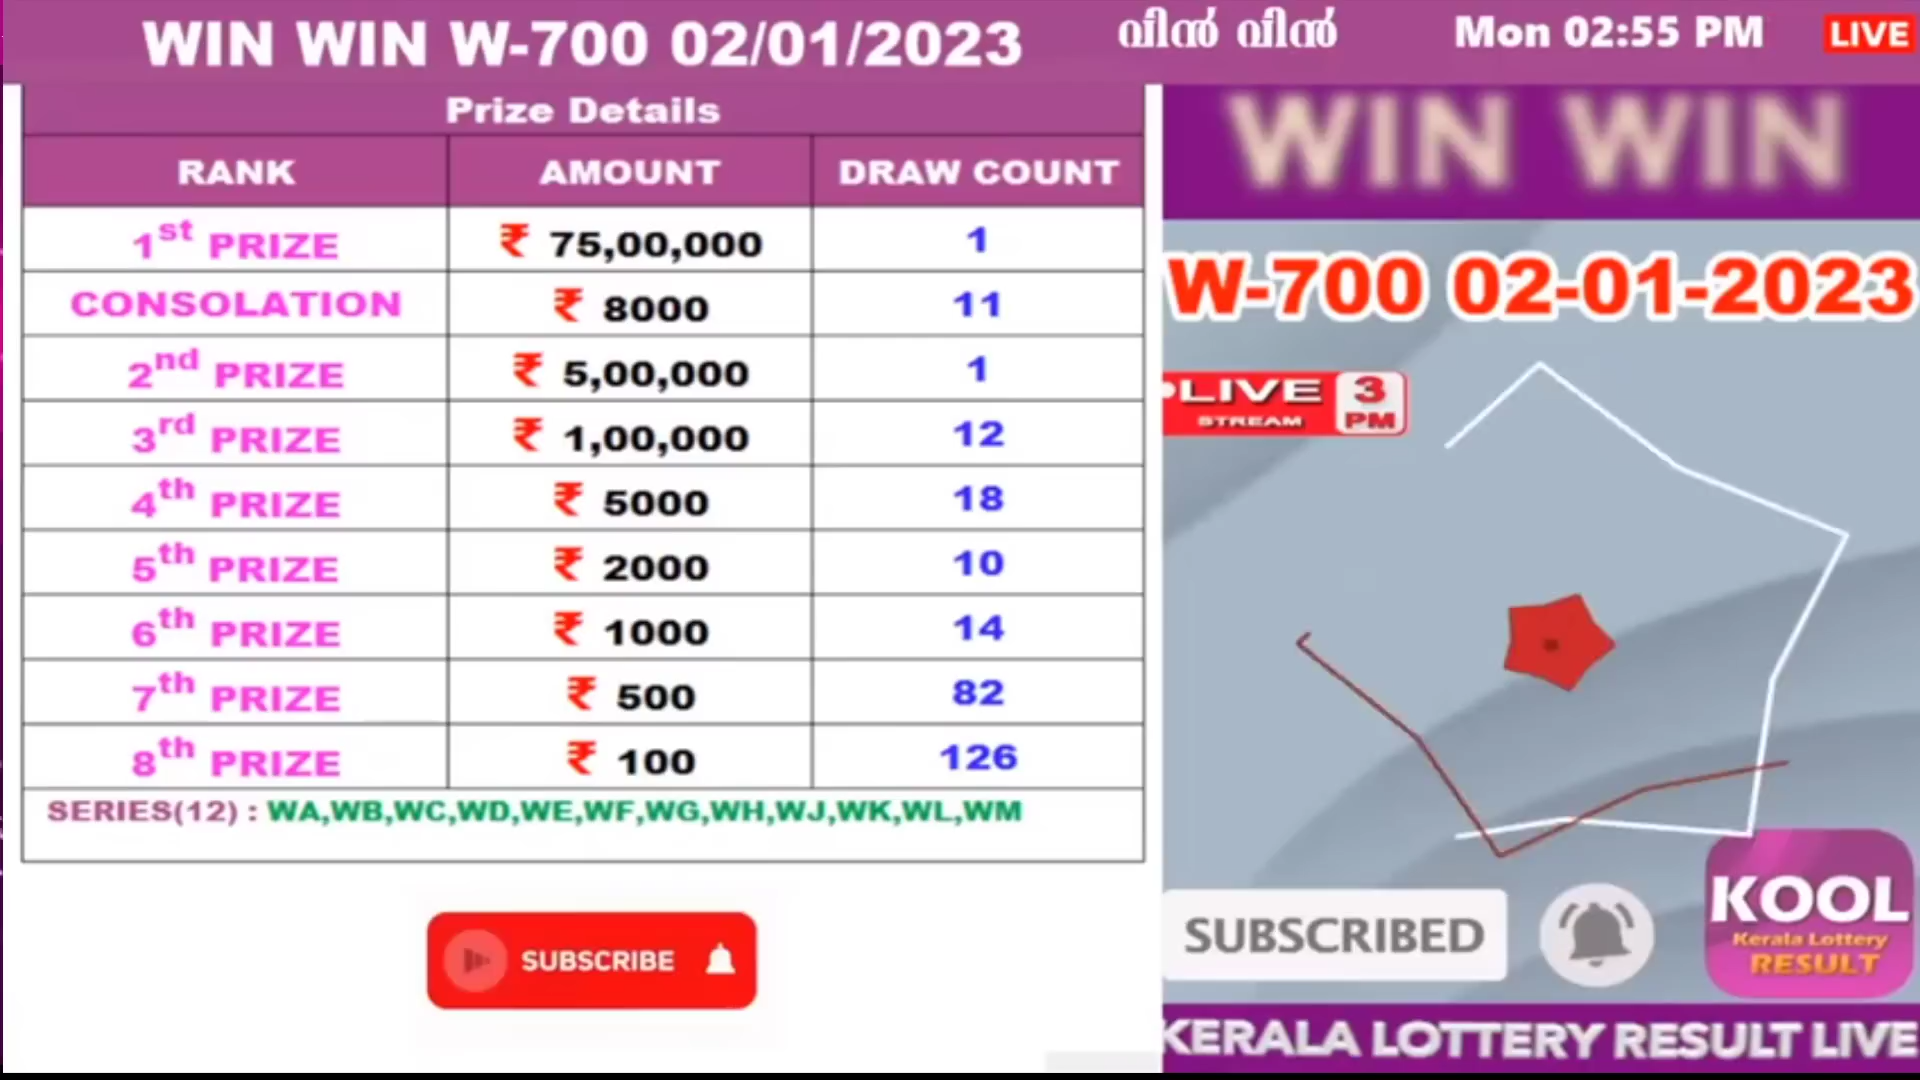 WIN WIN W-700 02/01/2023
വിൻ വിൻ
Mon 02:55 PM
LIVE
Prize Details
RANK AMOUNT DRAW COUNT
1st PRIZE ₹ 75,00,000 1
CONSOLATION ₹ 8000 11
2nd PRIZE ₹ 5,00,000 1
3rd PRIZE ₹ 1,00,000 12
4th PRIZE ₹ 5000 18
5th PRIZE ₹ 2000 10
6th PRIZE ₹ 1000 14
7th PRIZE ₹ 500 82
8th PRIZE ₹ 100 126
SERIES(12) : WA,WB,WC,WD,WE,WF,WG,WH,WJ,WK,WL,WM
SUBSCRIBE
WIN WIN
W-700 02-01-2023
LIVE
STREAM
3
PM
SUBSCRIBED
KOOL
Kerala Lottery
RESULT
KERALA LOTTERY RESULT LIVE